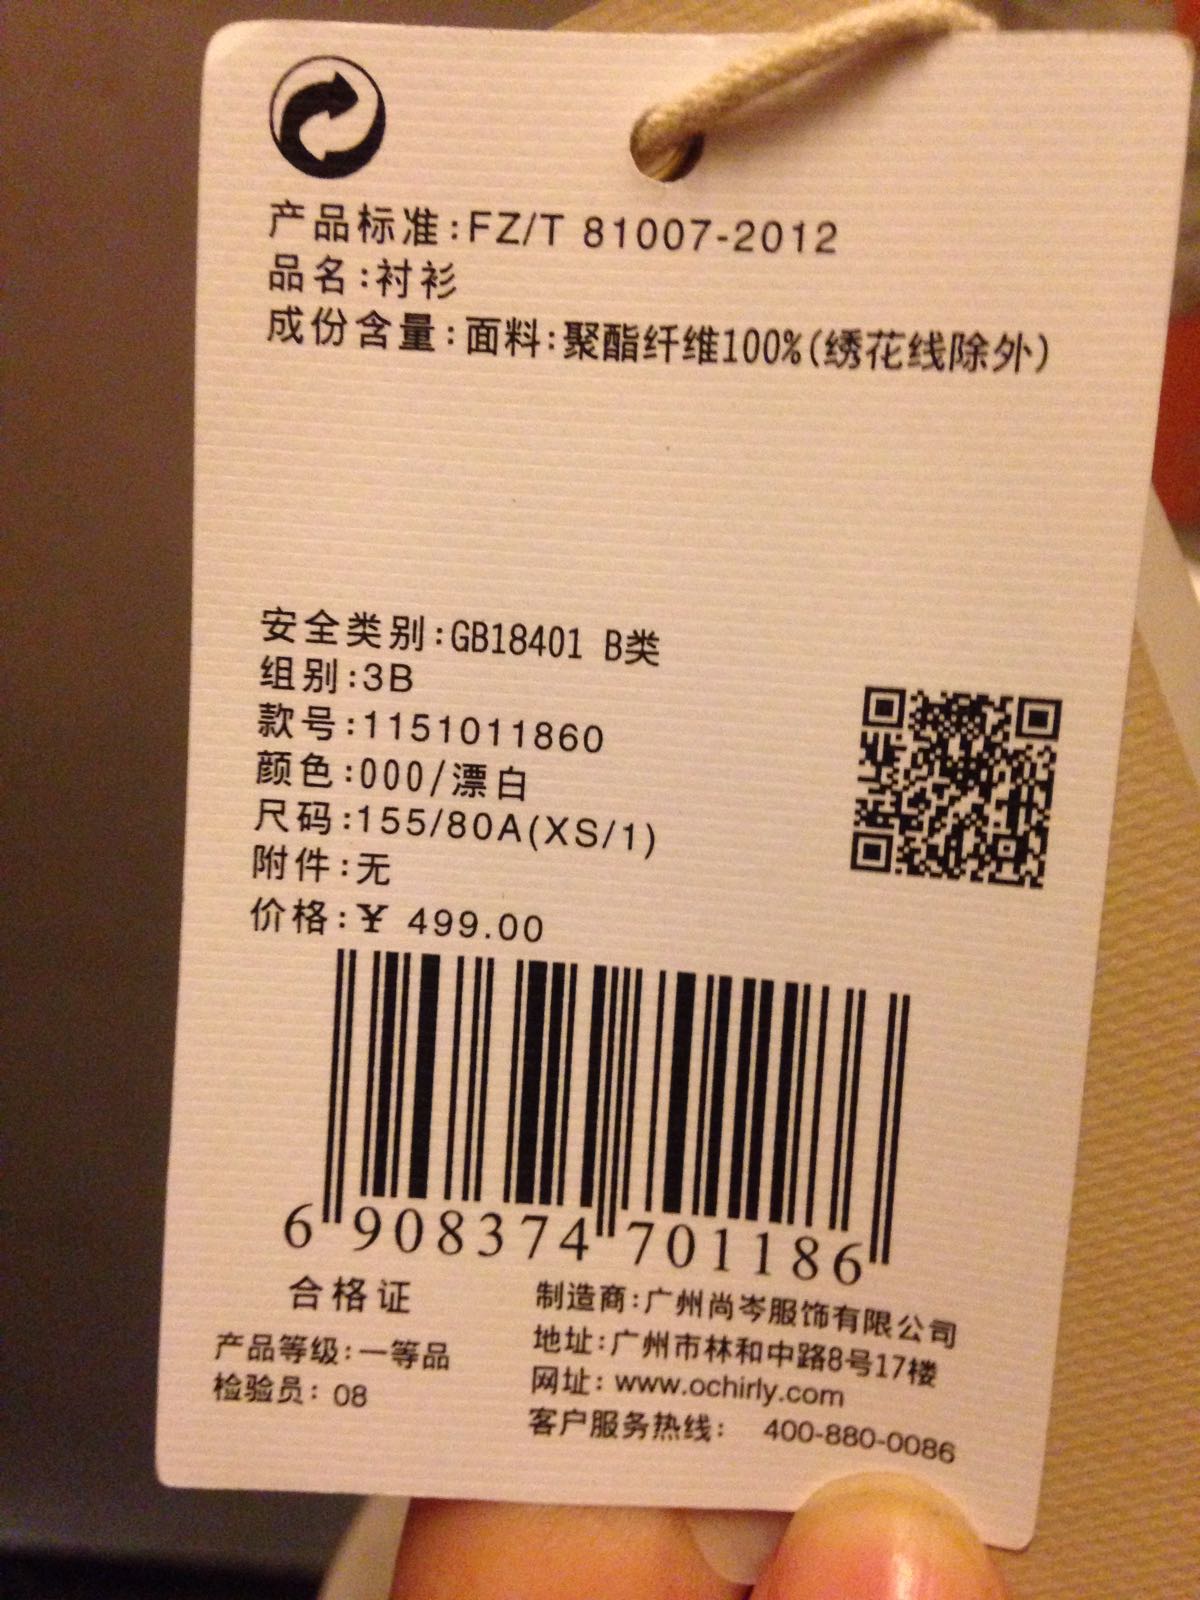 产品标准:FZ/T 81007-2012
品名:衬衫
成份含量:面料:聚酯纤维100%(绣花线除外)
安全类别:GB18401 B类
组别:3B
款号:1151011860
颜色:000/漂白
尺码:155/80A(XS/1)
附件:无
价格:¥ 499.00
6 908374 701186
合格证
产品等级:一等品
检验员: 08
制造商:广州尚岑服饰有限公司
地址:广州市林和中路8号17楼
网址: www.ochirly.com
客户服务热线: 400-880-0086